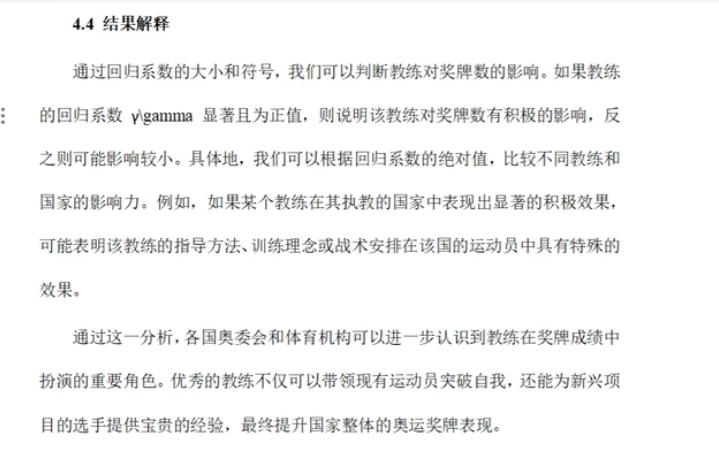 4.4 结果解释
通过回归系数的大小和符号，我们可以判断教练对奖牌数的影响。如果教练
的回归系数 γ\gamma 显著且为正值，则说明该教练对奖牌数有积极的影响，反
之则可能影响较小。具体地，我们可以根据回归系数的绝对值，比较不同教练和
国家的影响力。例如，如果某个教练在其执教的国家中表现出显著的积极效果，
可能表明该教练的指导方法、训练理念或战术安排在该国的运动员中具有特殊的
效果。
通过这一分析，各国奥委会和体育机构可以进一步认识到教练在奖牌成绩中
扮演的重要角色。优秀的教练不仅可以带领现有运动员突破自我，还能为新兴项
目的选手提供宝贵的经验，最终提升国家整体的奥运奖牌表现。